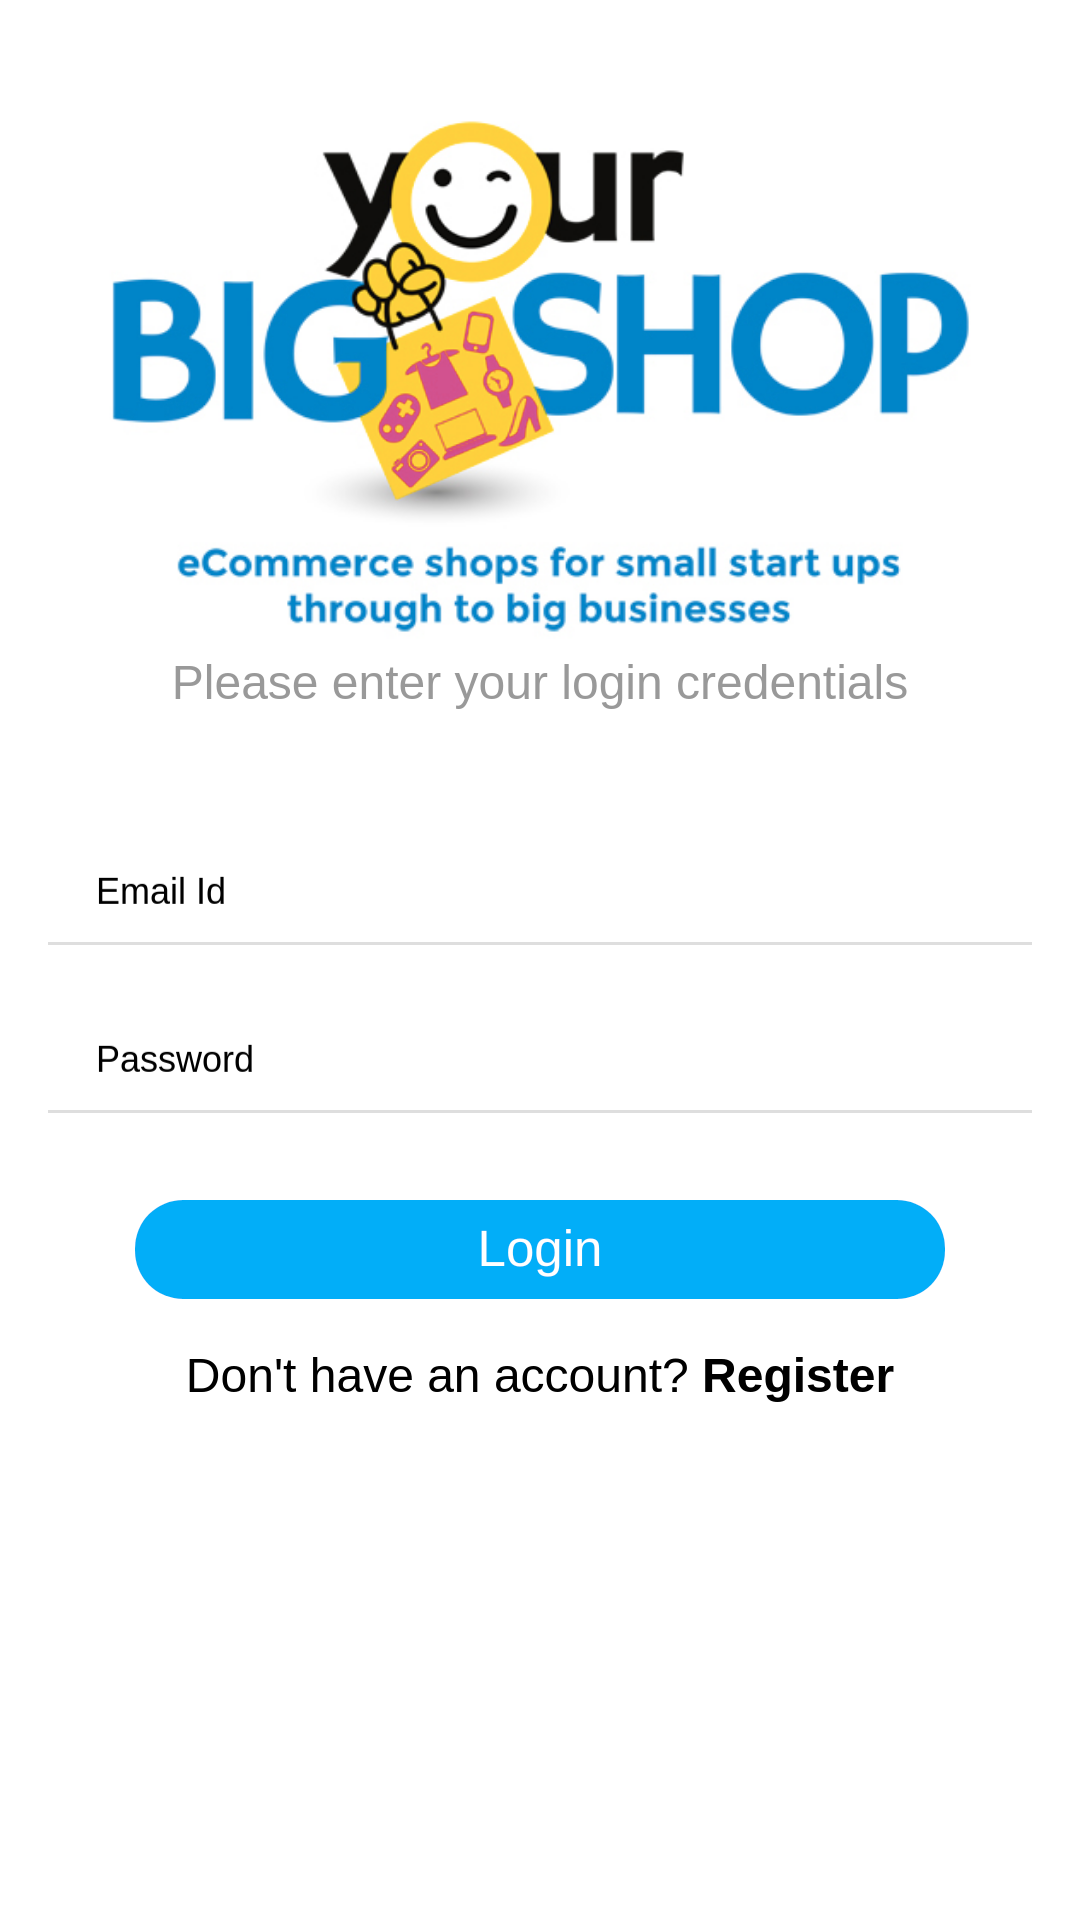 your
BIG SHOP
eCommerce shops for small start ups
through to big businesses
Please enter your login credentials
Email Id
Password
Login
Don't have an account? Register